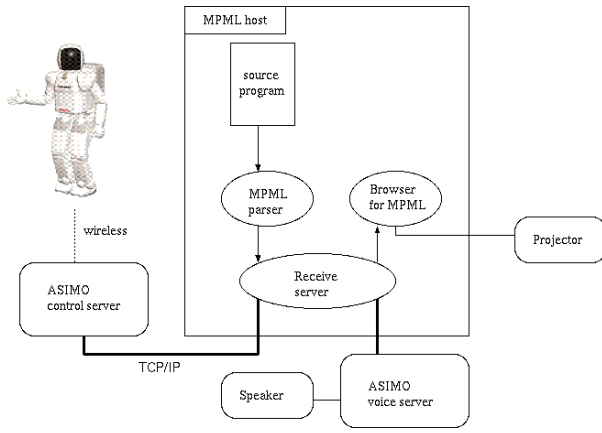 MPML host
source
program
MPML
parser
Browser
for MPML
wireless
Projector
ASIMO
control server
Receive
server
TCP/IP
Speaker
ASIMO
voice server